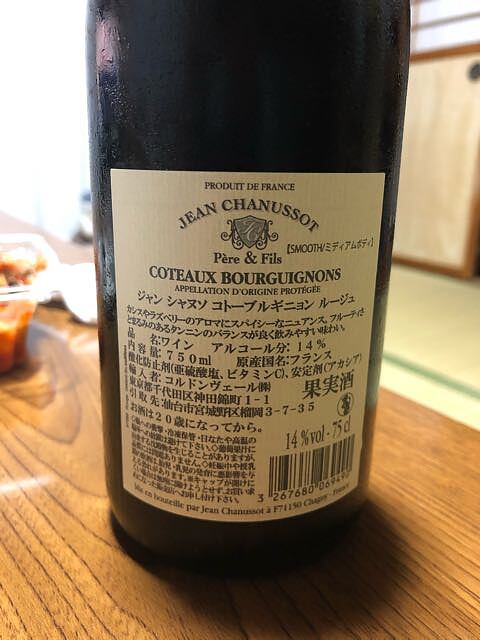 PRODUIT DE FRANCE
JEAN CHANUSSOT
Père & Fils
【SMOOTH/ミディアムボディ】
COTEAUX BOURGUIGNONS
APPELLATION D'ORIGINE PROTÉGÉE
ジャン シャヌソ コトーブルギニョン ルージュ
カシスやラズベリーのアロマにスパイシーなニュアンス。フルーティさ
とまるみのあるタンニンのバランスが良く飲みやすい味わい。
品 名:ワイン アルコール分:14%
内容量:750ml 原産国名:フランス
酸化防止剤(亜硫酸塩、ビタミンC)、安定剤(アカシア)
輸入者:コルドンヴェール㈱
東京都千代田区神田錦町1-1
果実酒
引取先:仙台市宮城野区榴岡3-7-35
お酒は20歳になってから。
14 %vol - 75 cl
3 267680 069490
Mis en bouteille par Jean Chanussot à F71150 Chagny - France